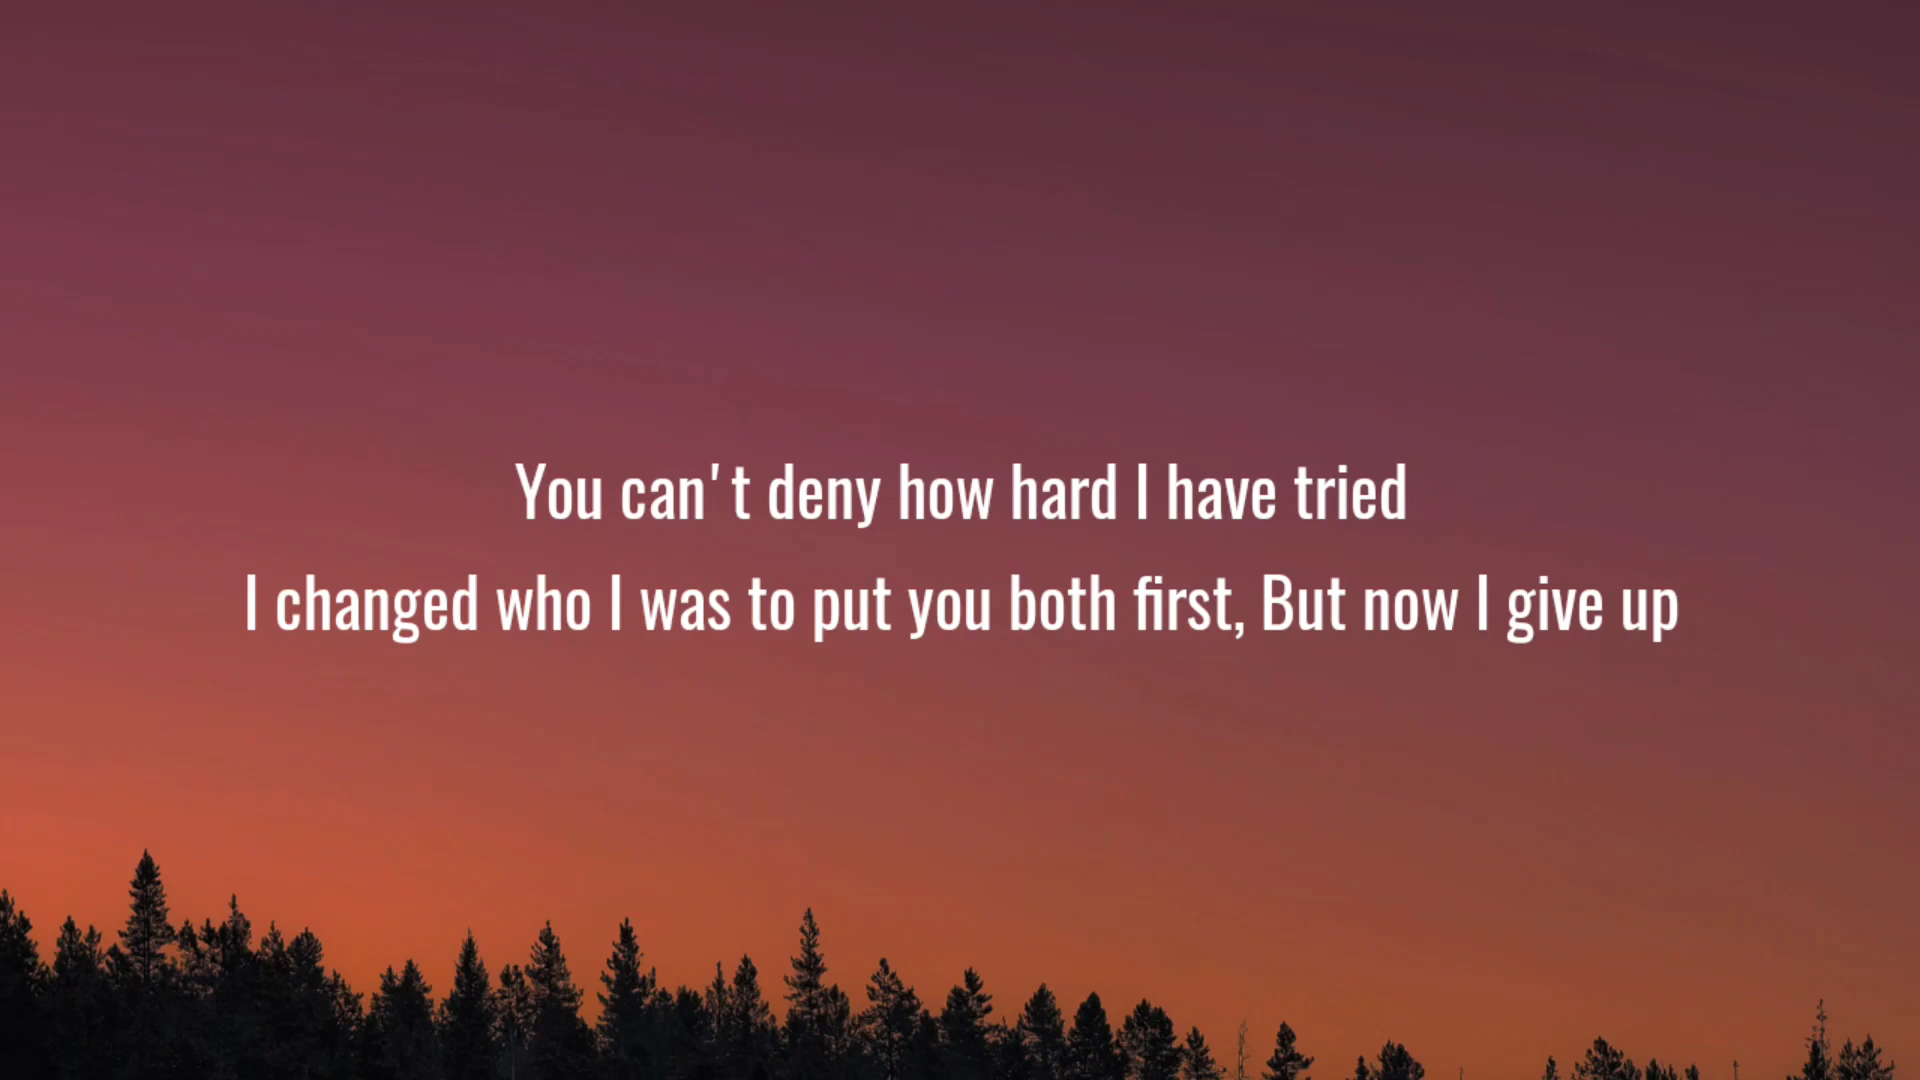 You can't deny how hard I have tried
I changed who I was to put you both first, But now I give up